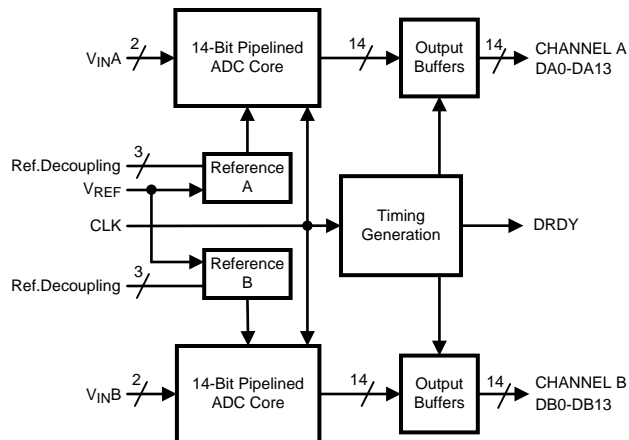 2
V_INA
14-Bit Pipelined
ADC Core
14
Output
Buffers
14
CHANNEL A
DA0-DA13
3
Ref.Decoupling
Reference
A
V_REF
CLK
Timing
Generation
DRDY
Reference
B
3
Ref.Decoupling
2
V_INB
14-Bit Pipelined
ADC Core
14
Output
Buffers
14
CHANNEL B
DB0-DB13